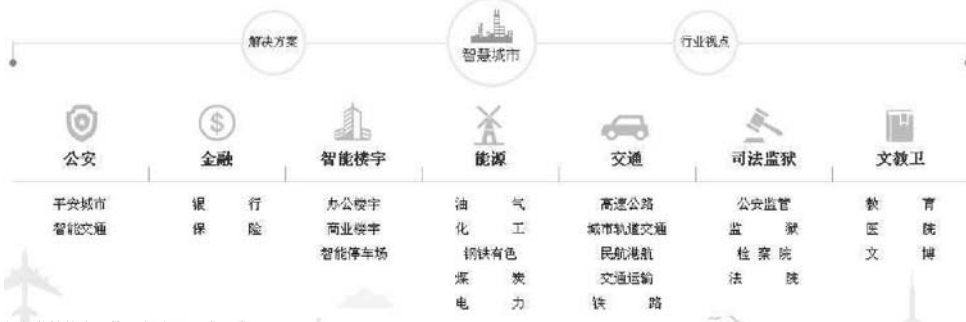 解决方案
智慧城市
行业视点
公安 金融 智能楼宇 能源 交通 司法监狱 文教卫
平安城市 银行 办公楼宇 油气 高速公路 公安监管 教育
智能交通 保险 商业楼宇 化工 城市轨道交通 监狱 医院
智能停车场 钢铁有色 民航港航 检察院 文博
煤炭 交通运输 法院
电力 铁路